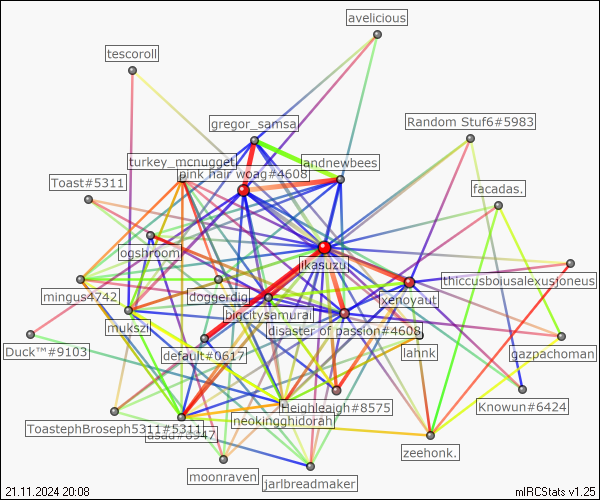 avelicious
tescoroll
gregor_samsa
Random Stuf6#5983
turkey_mcnugget
andnewbees
pink hair woag#4608
Toast#5311
facadas.
ogshroom
ikasuzu
thiccusboiusalexusjoneus
doggerdig
mingus4742
xenoyaut
bigcitysamurai
mukszi
disaster of passion#4608
Duck™#9103
default#0617
lahnk
gazpachoman
Heighleaigh#8575
Knowun#6424
neokingghidorah
ToastephBroseph5311#5311
zeehonk.
moonraven
jarlbreadmaker
21.11.2024 20:08
mIRCStats v1.25